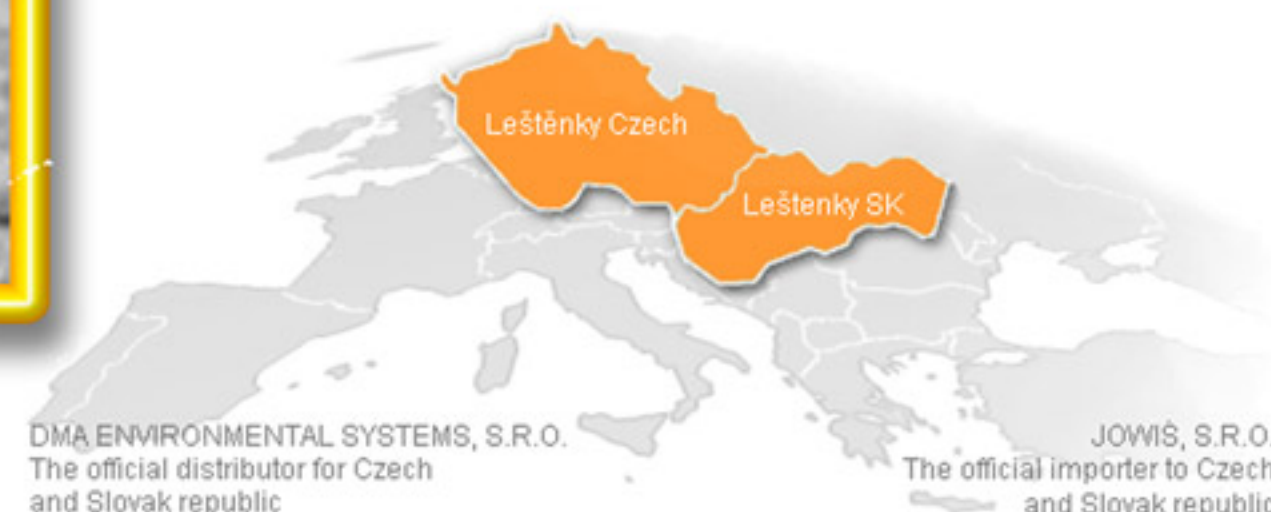 Leštěnky Czech
Leštenky SK
DMA ENVIRONMENTAL SYSTEMS, S.R.O.
The official distributor for Czech
and Slovak republic
JOWIS, S.R.O.
The official importer to Czech
and Slovak republic